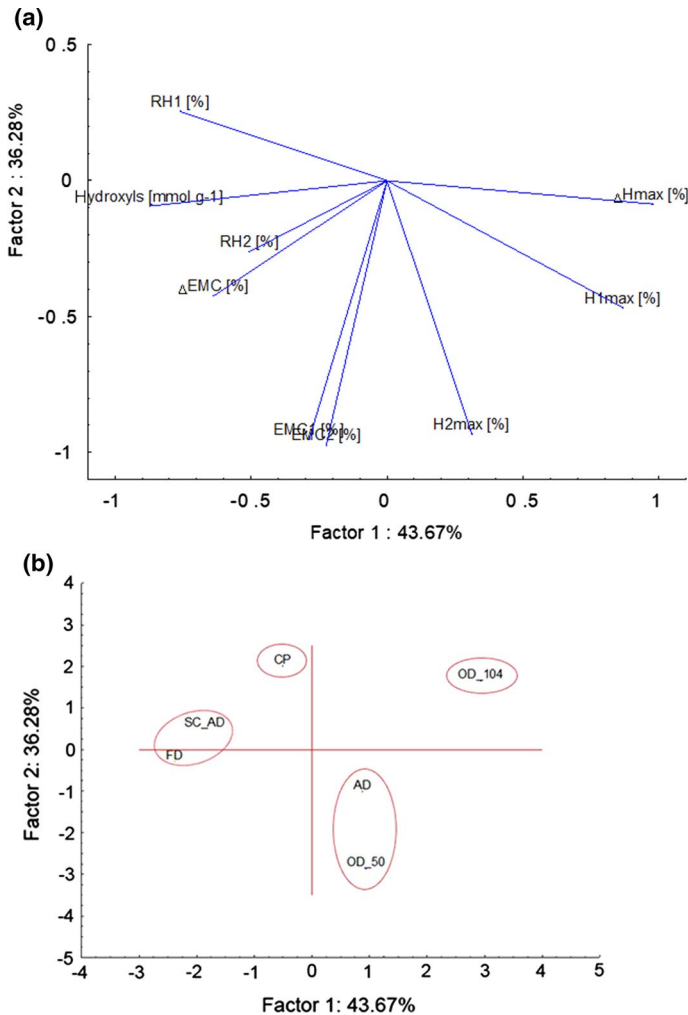 (a)
0.5
0
-0.5
-1
Factor 2 : 36.28%
RH1 [%]
Hydroxyls [mmol g-1]
RH2 [%]
△EMC [%]
EMC1 [%]
EMC2 [%]
H2max [%]
H1max [%]
△Hmax [%]
-1 -0.5 0 0.5 1
Factor 1 : 43.67%
(b)
4
3
2
1
0
-1
-2
-3
-4
-5
Factor 2: 36.28%
CP
OD_104
SC_AD
FD
AD
OD_50
-4 -3 -2 -1 0 1 2 3 4 5
Factor 1: 43.67%